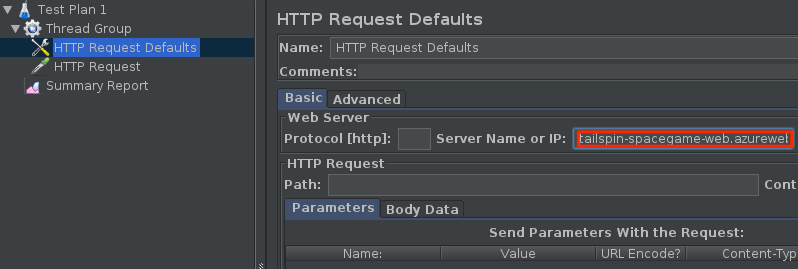 Test Plan 1
Thread Group
HTTP Request Defaults
HTTP Request
Summary Report
HTTP Request Defaults
Name: HTTP Request Defaults
Comments:
Basic Advanced
Web Server
Protocol [http]: Server Name or IP: tailspin-spacegame-web.azurewel
HTTP Request
Path: Cont
Parameters Body Data
Send Parameters With the Request:
Name: Value URL Encode? Content-Typ